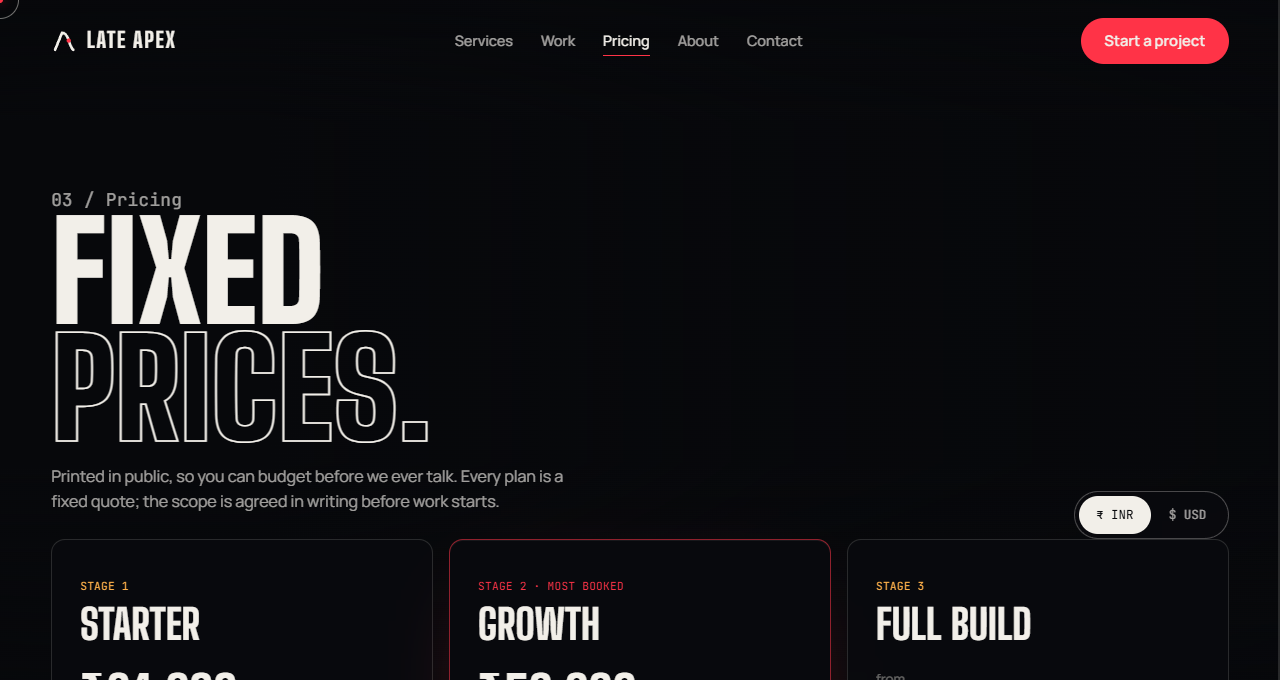 LATE APEX
Services
Work
Pricing
About
Contact
Start a project
03 / Pricing
FIXED
PRICES.
Printed in public, so you can budget before we ever talk. Every plan is a
fixed quote; the scope is agreed in writing before work starts.
₹ INR
$ USD
STAGE 1
STARTER
STAGE 2 · MOST BOOKED
GROWTH
STAGE 3
FULL BUILD
from